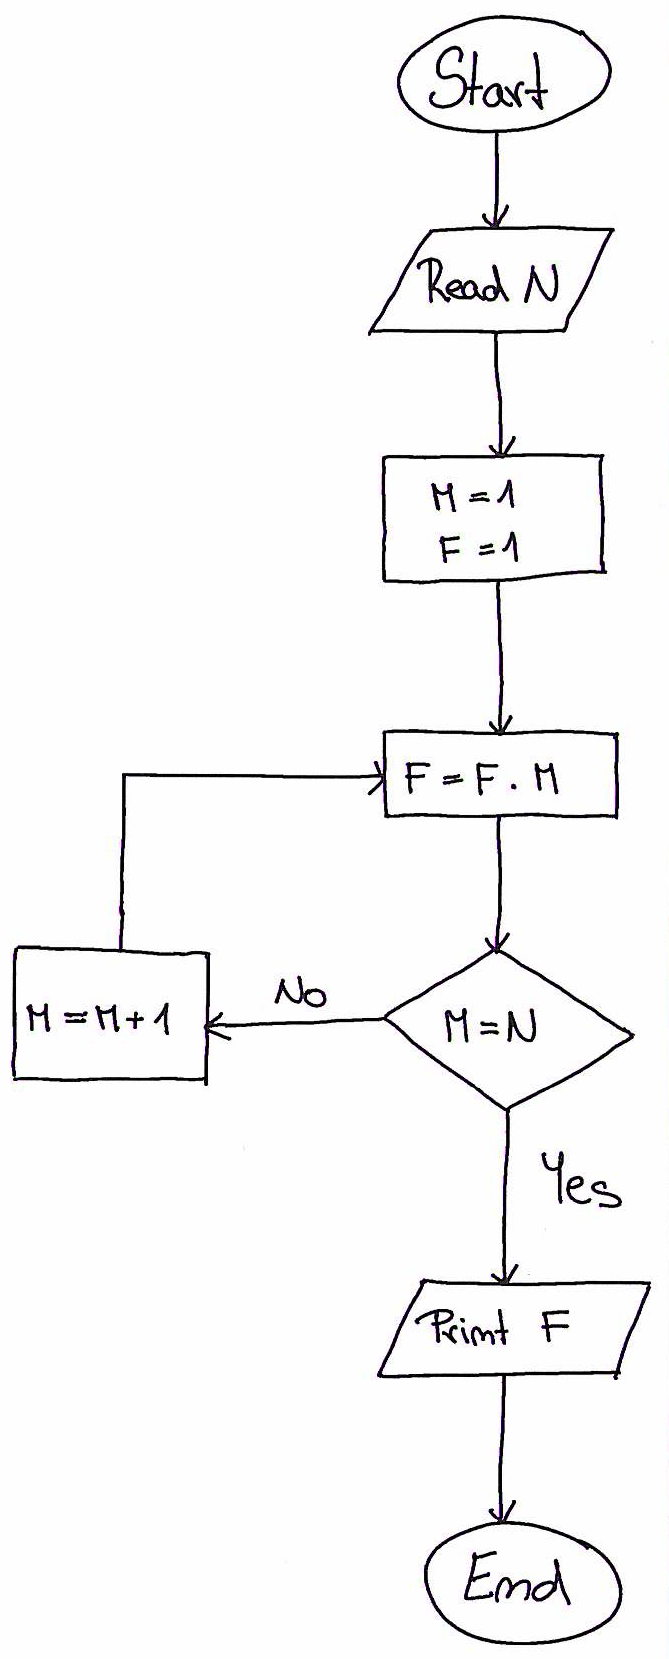 Start
Read N
M = 1
F = 1
F = F . M
M = N
No
M = M + 1
Yes
Print F
End